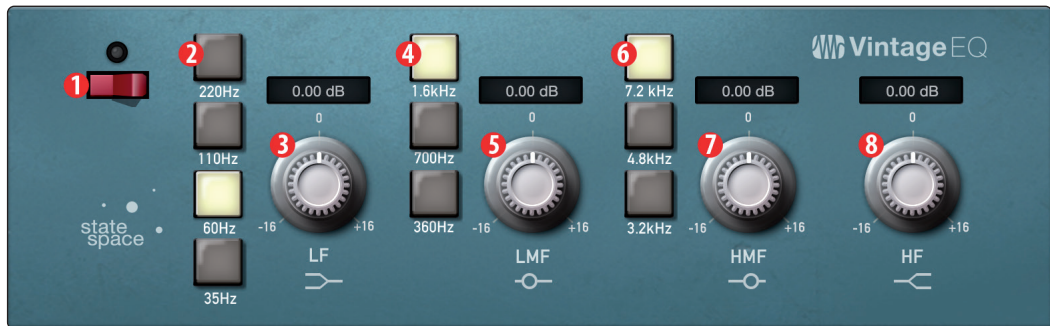 Vintage EQ
1
2
220Hz
110Hz
60Hz
35Hz
0.00 dB
3
0
-16
+16
LF
4
1.6kHz
700Hz
360Hz
0.00 dB
5
0
-16
+16
LMF
6
7.2 kHz
4.8kHz
3.2kHz
0.00 dB
7
0
-16
+16
HMF
0.00 dB
8
0
-16
+16
HF
state
space